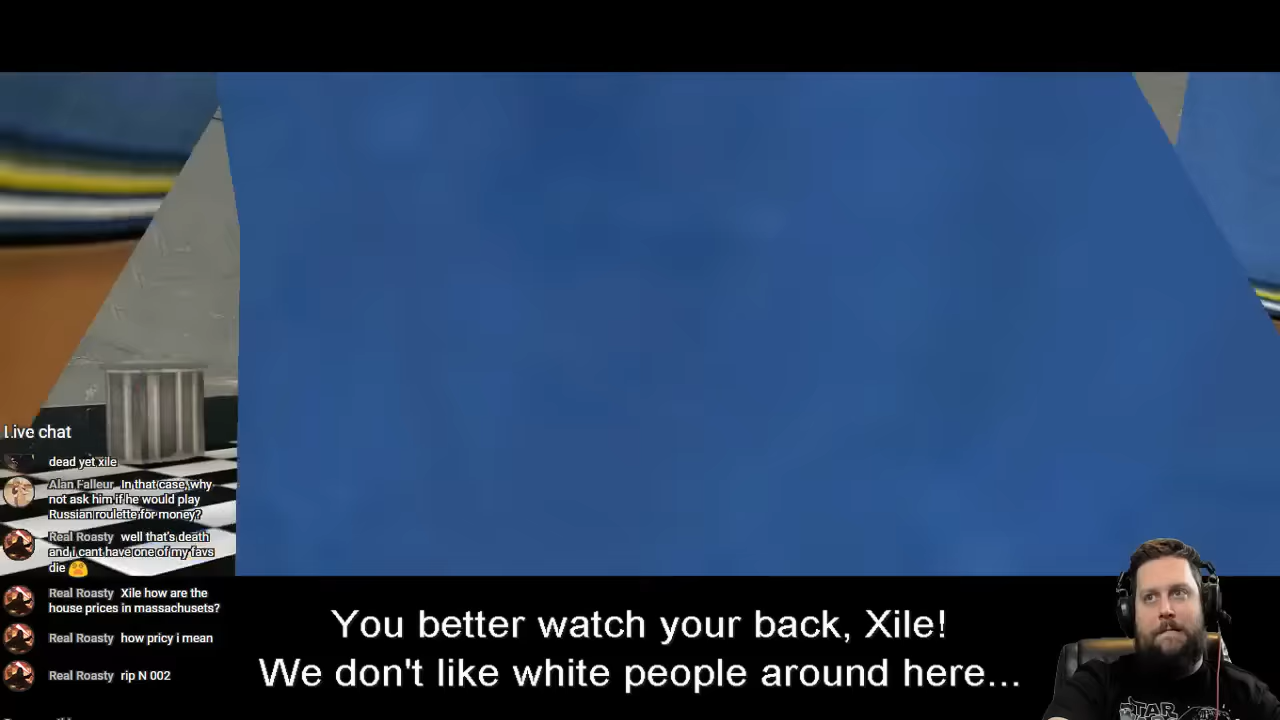 Live chat
dead yet xile
Alan Falleur In that case, why
not ask him if he would play
Russian roulette for money?
Real Roasty well that's death
and i cant have one of my favs
die
Real Roasty Xile how are the
house prices in massachusets?
Real Roasty how pricy i mean
Real Roasty rip N 002
You better watch your back, Xile!
We don't like white people around here...
STAR